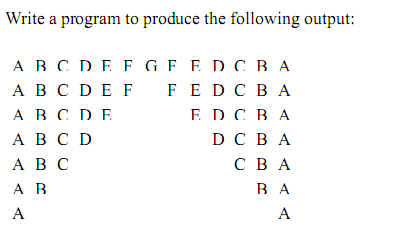 Write a program to produce the following output:
A B C D E F G F E D C B A
A B C D E F   F E D C B A
A B C D E       E D C B A
A B C D           D C B A
A B C               C B A
A B                   B A
A                       A